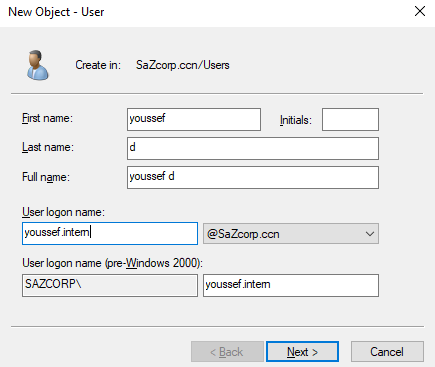 New Object - User
Create in: SaZcorp.ccn/Users
First name: youssef Initials:
Last name: d
Full name: youssef d
User logon name:
youssef.intern @SaZcorp.ccn
User logon name (pre-Windows 2000):
SAZCORP\ youssef.intern
< Back Next > Cancel